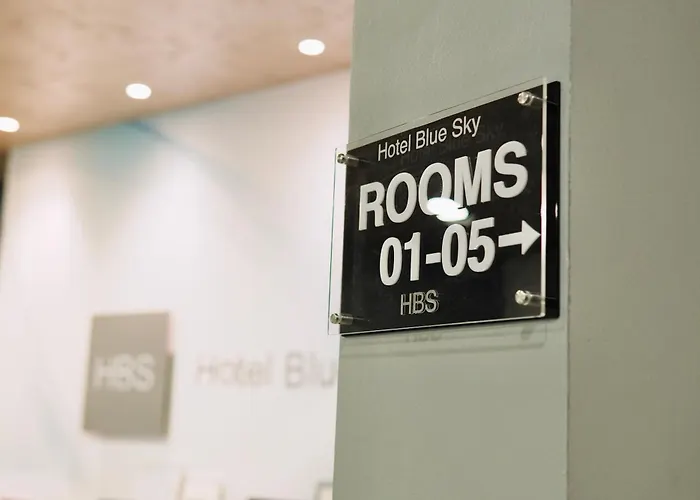 Hotel Blue Sky
ROOMS
01-05→
HBS
HBS
Hotel Blu